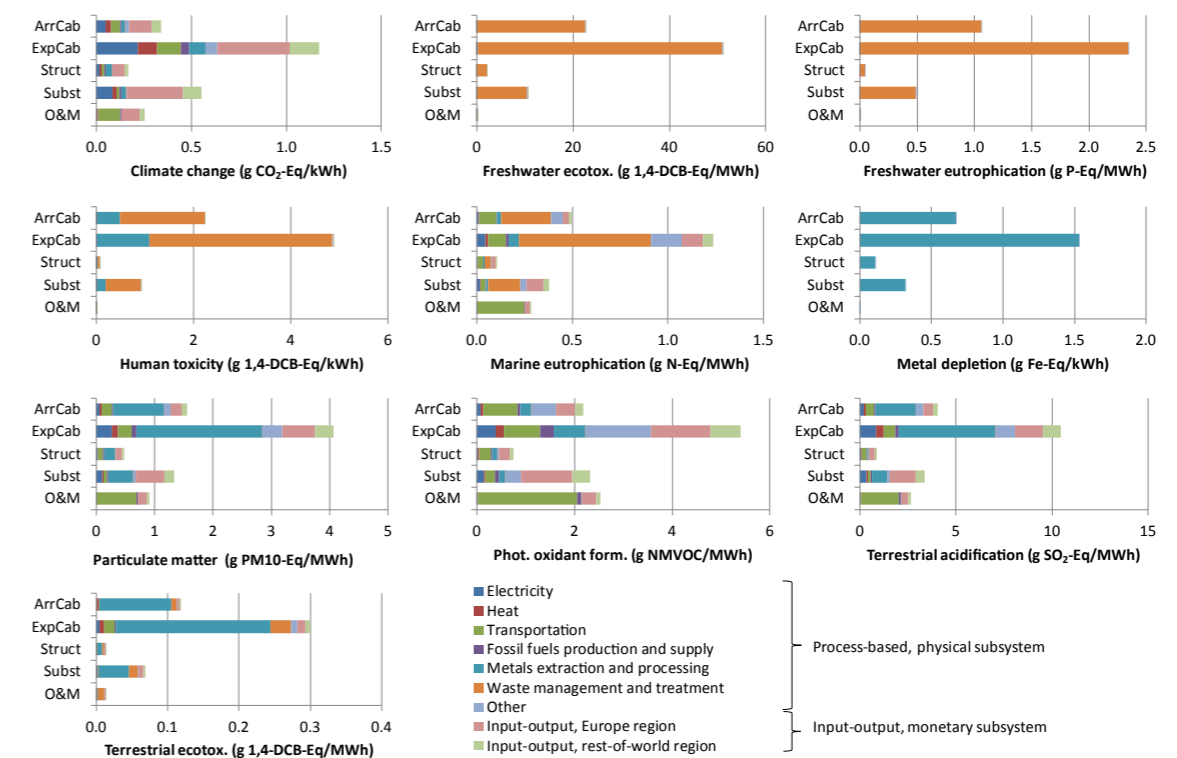 ArrCab
ExpCab
Struct
Subst
O&M
0.0 0.5 1.0 1.5
Climate change (g CO₂-Eq/kWh)
ArrCab
ExpCab
Struct
Subst
O&M
0 20 40 60
Freshwater ecotox. (g 1,4-DCB-Eq/MWh)
ArrCab
ExpCab
Struct
Subst
O&M
0.0 0.5 1.0 1.5 2.0 2.5
Freshwater eutrophication (g P-Eq/MWh)
ArrCab
ExpCab
Struct
Subst
O&M
0 2 4 6
Human toxicity (g 1,4-DCB-Eq/kWh)
ArrCab
ExpCab
Struct
Subst
O&M
0.0 0.5 1.0 1.5
Marine eutrophication (g N-Eq/MWh)
ArrCab
ExpCab
Struct
Subst
O&M
0.0 0.5 1.0 1.5 2.0
Metal depletion (g Fe-Eq/kWh)
ArrCab
ExpCab
Struct
Subst
O&M
0 1 2 3 4 5
Particulate matter (g PM10-Eq/MWh)
ArrCab
ExpCab
Struct
Subst
O&M
0 2 4 6
Phot. oxidant form. (g NMVOC/MWh)
ArrCab
ExpCab
Struct
Subst
O&M
0 5 10 15
Terrestrial acidification (g SO₂-Eq/MWh)
ArrCab
ExpCab
Struct
Subst
O&M
0.0 0.1 0.2 0.3 0.4
Terrestrial ecotox. (g 1,4-DCB-Eq/MWh)
Electricity
Heat
Transportation
Fossil fuels production and supply
Metals extraction and processing
Waste management and treatment
Other
Input-output, Europe region
Input-output, rest-of-world region
Process-based, physical subsystem
Input-output, monetary subsystem